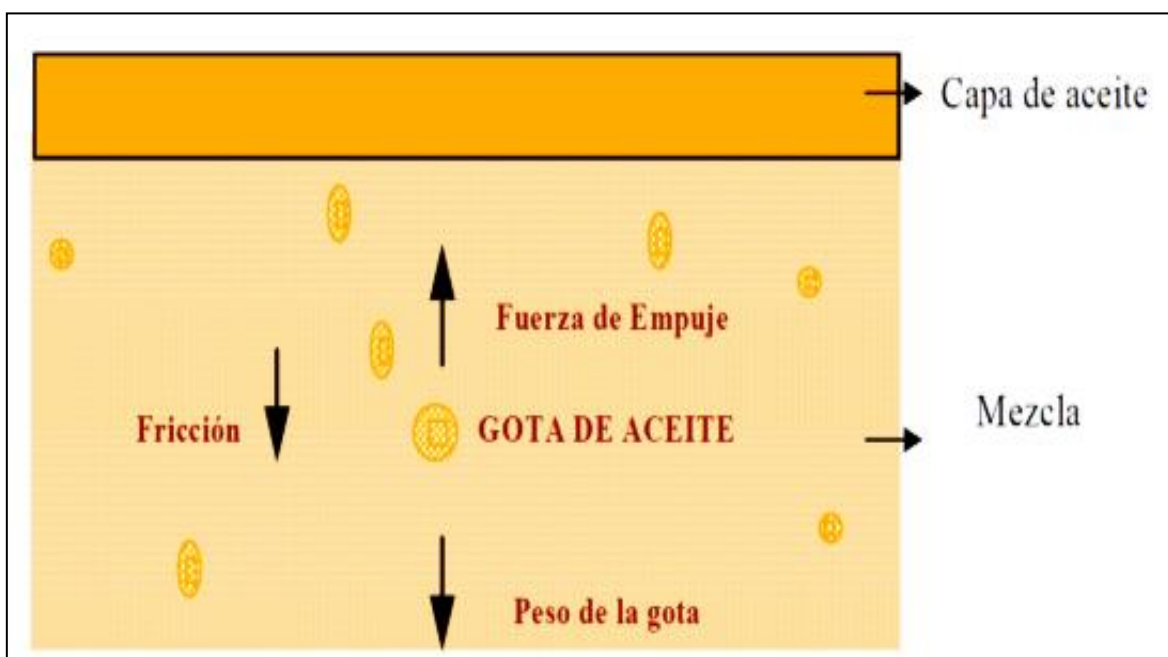 Capa de aceite
Fuerza de Empuje
Fricción
GOTA DE ACEITE
Mezcla
Peso de la gota